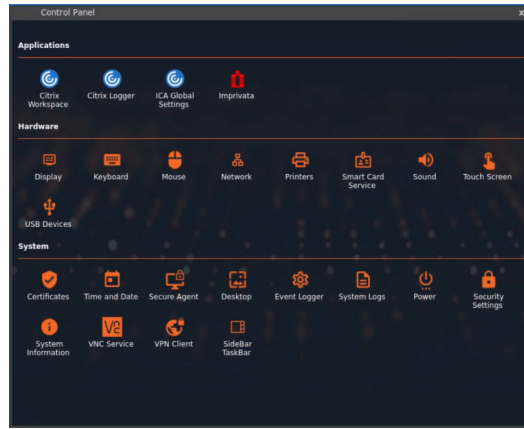 Control Panel
x
Applications
Citrix Workspace
Citrix Logger
ICA Global Settings
Imprivata
Hardware
Display
Keyboard
Mouse
Network
Printers
Smart Card Service
Sound
Touch Screen
USB Devices
System
Certificates
Time and Date
Secure Agent
Desktop
Event Logger
System Logs
Power
Security Settings
System Information
V2
VNC Service
VPN Client
SideBar TaskBar